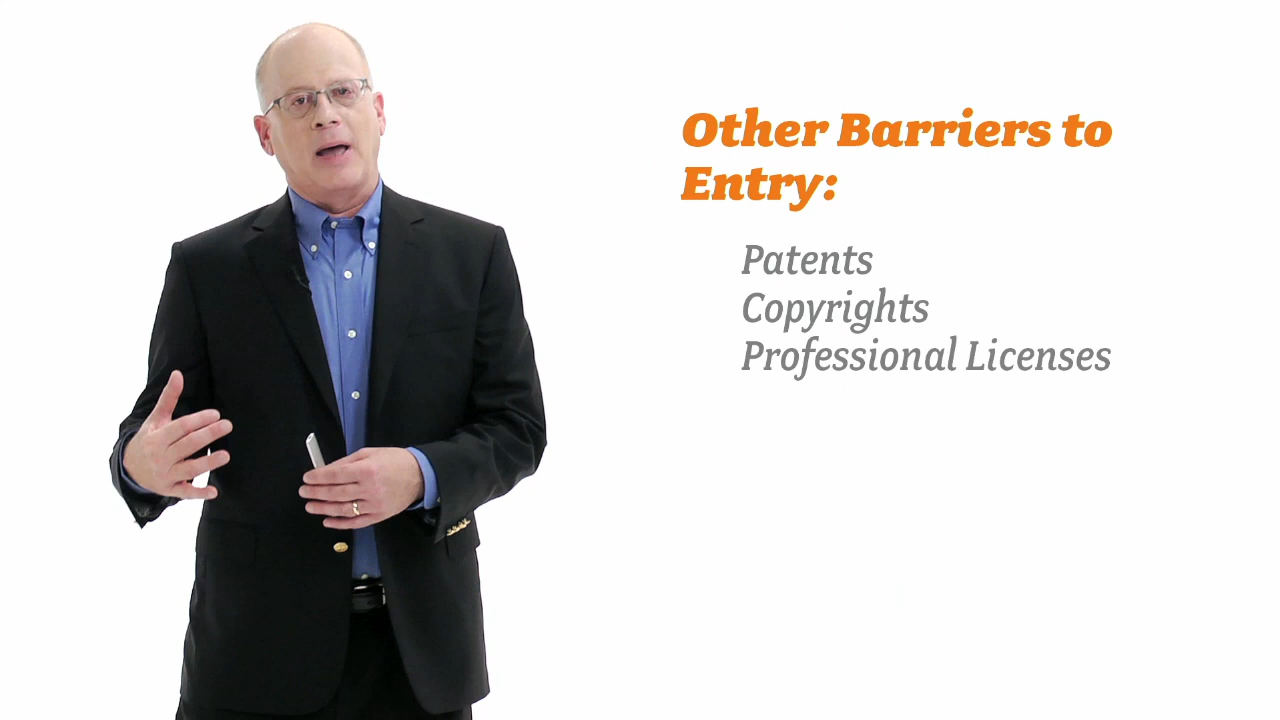 Other Barriers to
Entry:
Patents
Copyrights
Professional Licenses